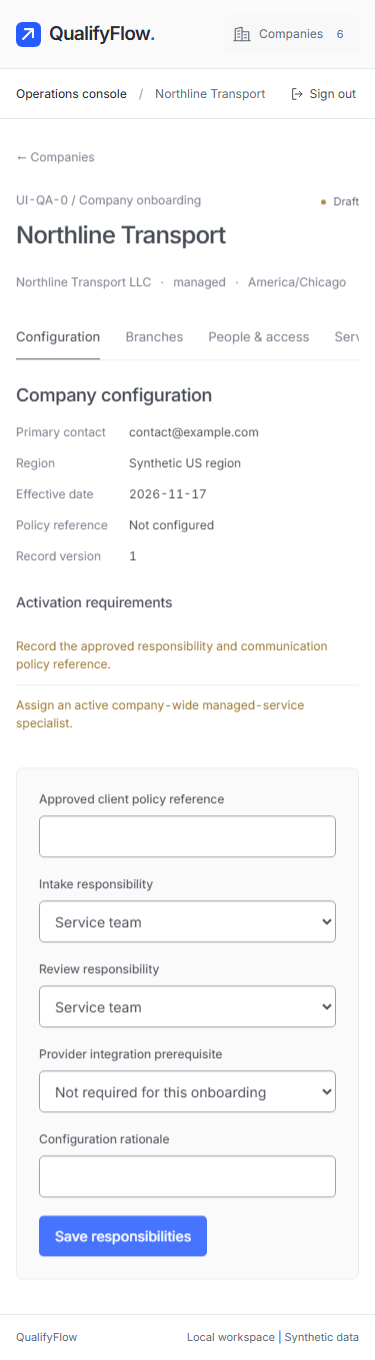 QualifyFlow.
Companies 6
Operations console / Northline Transport
Sign out
← Companies
UI-QA-0 / Company onboarding
Draft
Northline Transport
Northline Transport LLC · managed · America/Chicago
Configuration Branches People & access Serv
Company configuration
Primary contact contact@example.com
Region Synthetic US region
Effective date 2026-11-17
Policy reference Not configured
Record version 1
Activation requirements
Record the approved responsibility and communication
policy reference.
Assign an active company-wide managed-service
specialist.
Approved client policy reference
Intake responsibility
Service team
Review responsibility
Service team
Provider integration prerequisite
Not required for this onboarding
Configuration rationale
Save responsibilities
QualifyFlow
Local workspace | Synthetic data